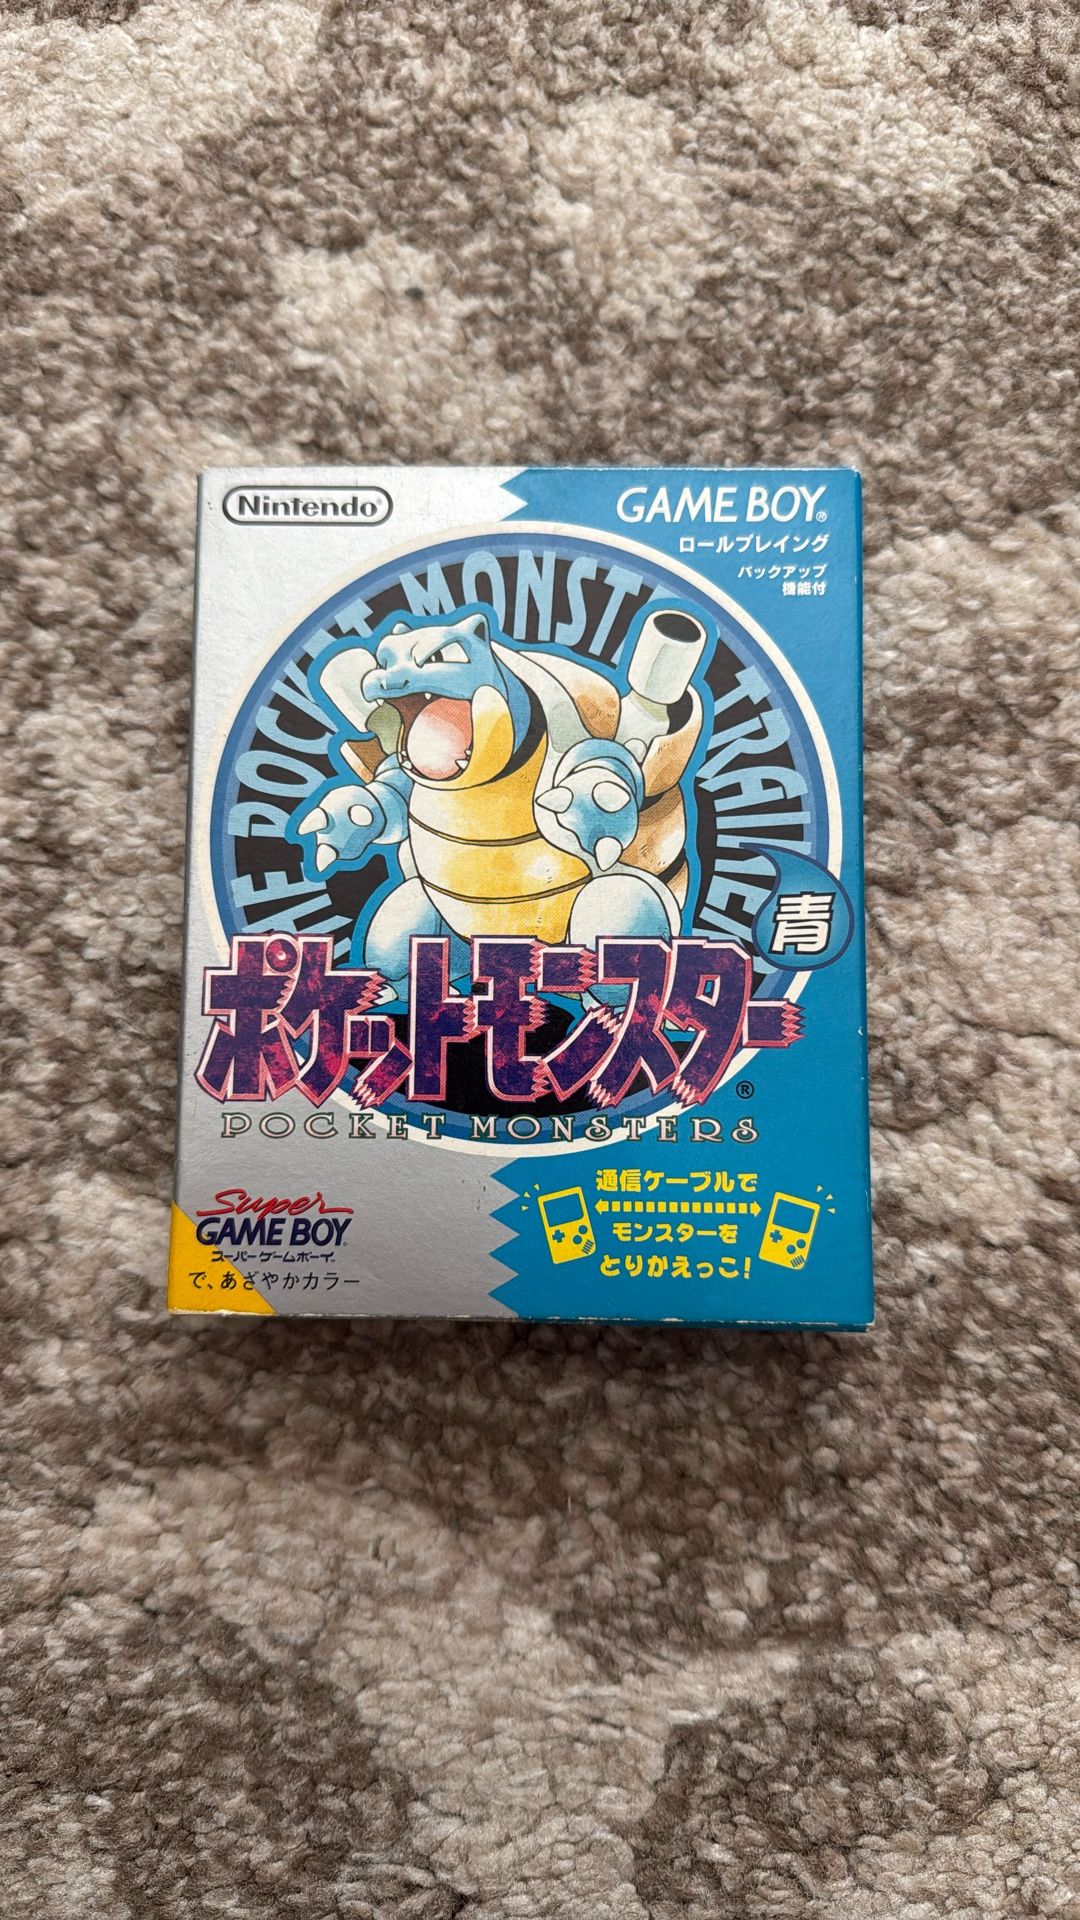 Nintendo®
GAME BOY®
ロールプレイング
バックアップ
機能付
THE POCKET MONSTER TRAINER
青
ポケットモンスター®
POCKET MONSTERS
通信ケーブルで
モンスターを
とりかえっこ!
Super
GAME BOY®
スーパーゲームボーイ
で、あざやかカラー